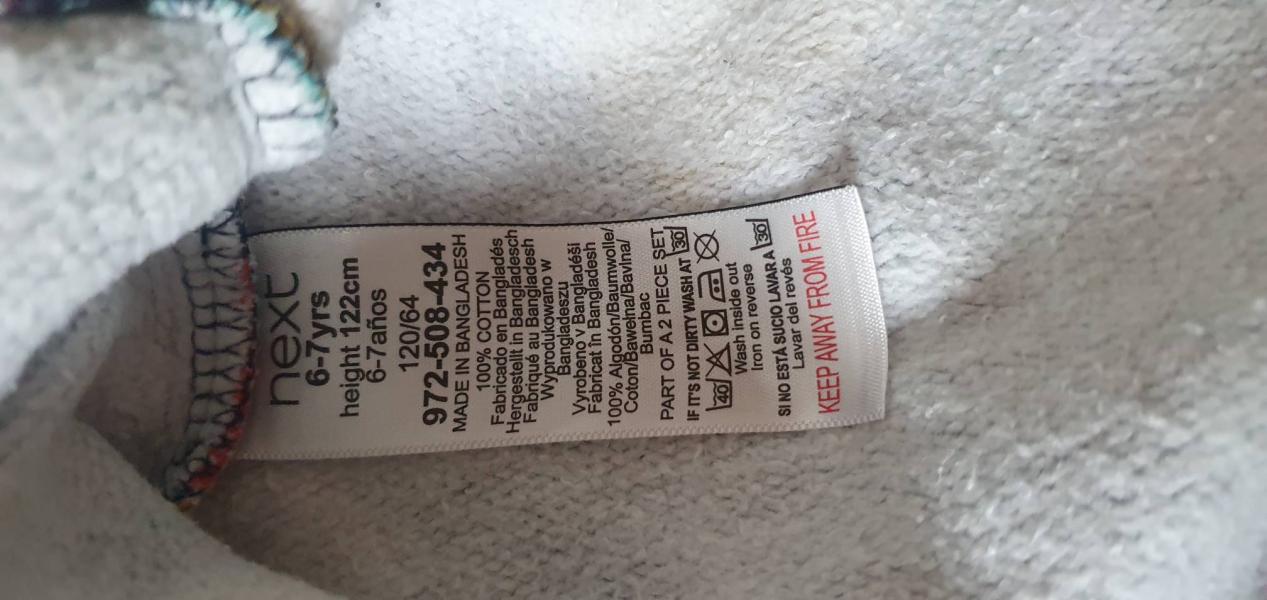 next
6-7yrs
height 122cm
6-7años
120/64
972-508-434
MADE IN BANGLADESH
100% COTTON
Fabricado en Bangladés
Hergestellt in Bangladesch
Fabriqué au Bangladesh
Wyprodukowano w
Bangladeszu
Vyrobeno v Bangladéši
Fabricat în Bangladesh
100% Algodón/Baumwolle/
Coton/Bawełna/Bavlna/
Bumbac
PART OF A 2 PIECE SET
IF IT'S NOT DIRTY WASH AT 30
40
Wash inside out
Iron on reverse
SI NO ESTÁ SUCIO LAVAR A 30
Lavar del revés
KEEP AWAY FROM FIRE